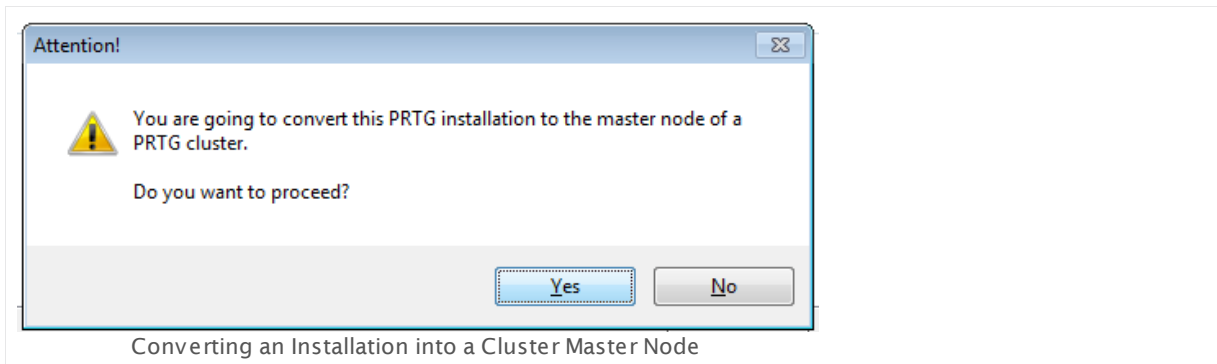 Attention!
You are going to convert this PRTG installation to the master node of a
PRTG cluster.
Do you want to proceed?
Yes
No
Converting an Installation into a Cluster Master Node